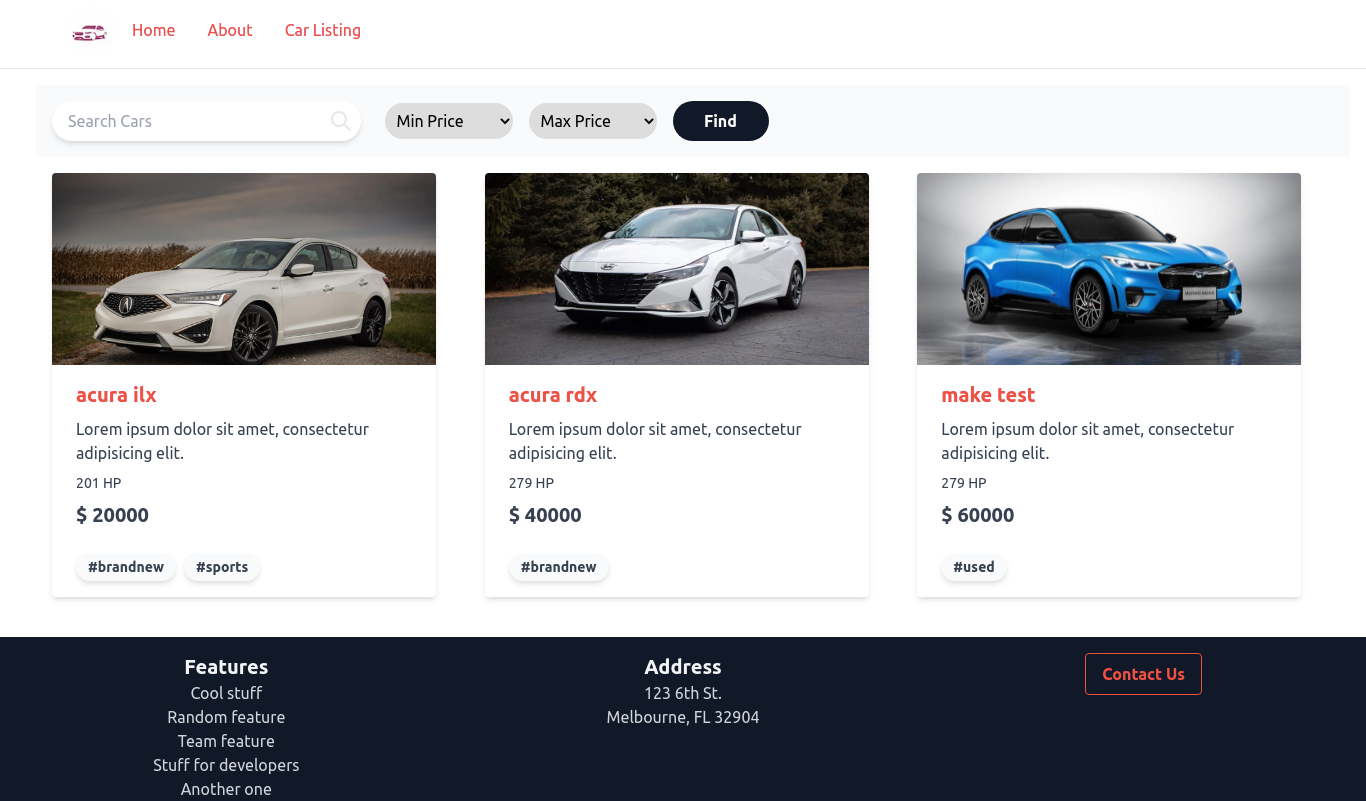 Home
About
Car Listing
Search Cars
Min Price
Max Price
Find
acura ilx
Lorem ipsum dolor sit amet, consectetur
adipisicing elit.
201 HP
$ 20000
#brandnew
#sports
acura rdx
Lorem ipsum dolor sit amet, consectetur
adipisicing elit.
279 HP
$ 40000
#brandnew
make test
Lorem ipsum dolor sit amet, consectetur
adipisicing elit.
279 HP
$ 60000
#used
Features
Cool stuff
Random feature
Team feature
Stuff for developers
Another one
Address
123 6th St.
Melbourne, FL 32904
Contact Us